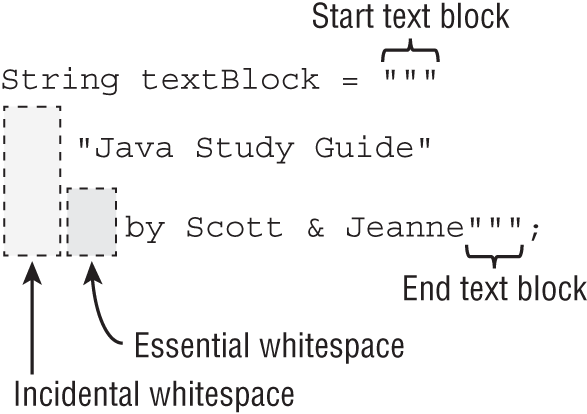 Start text block
String textBlock = """
"Java Study Guide"
by Scott & Jeanne""";
End text block
Essential whitespace
Incidental whitespace